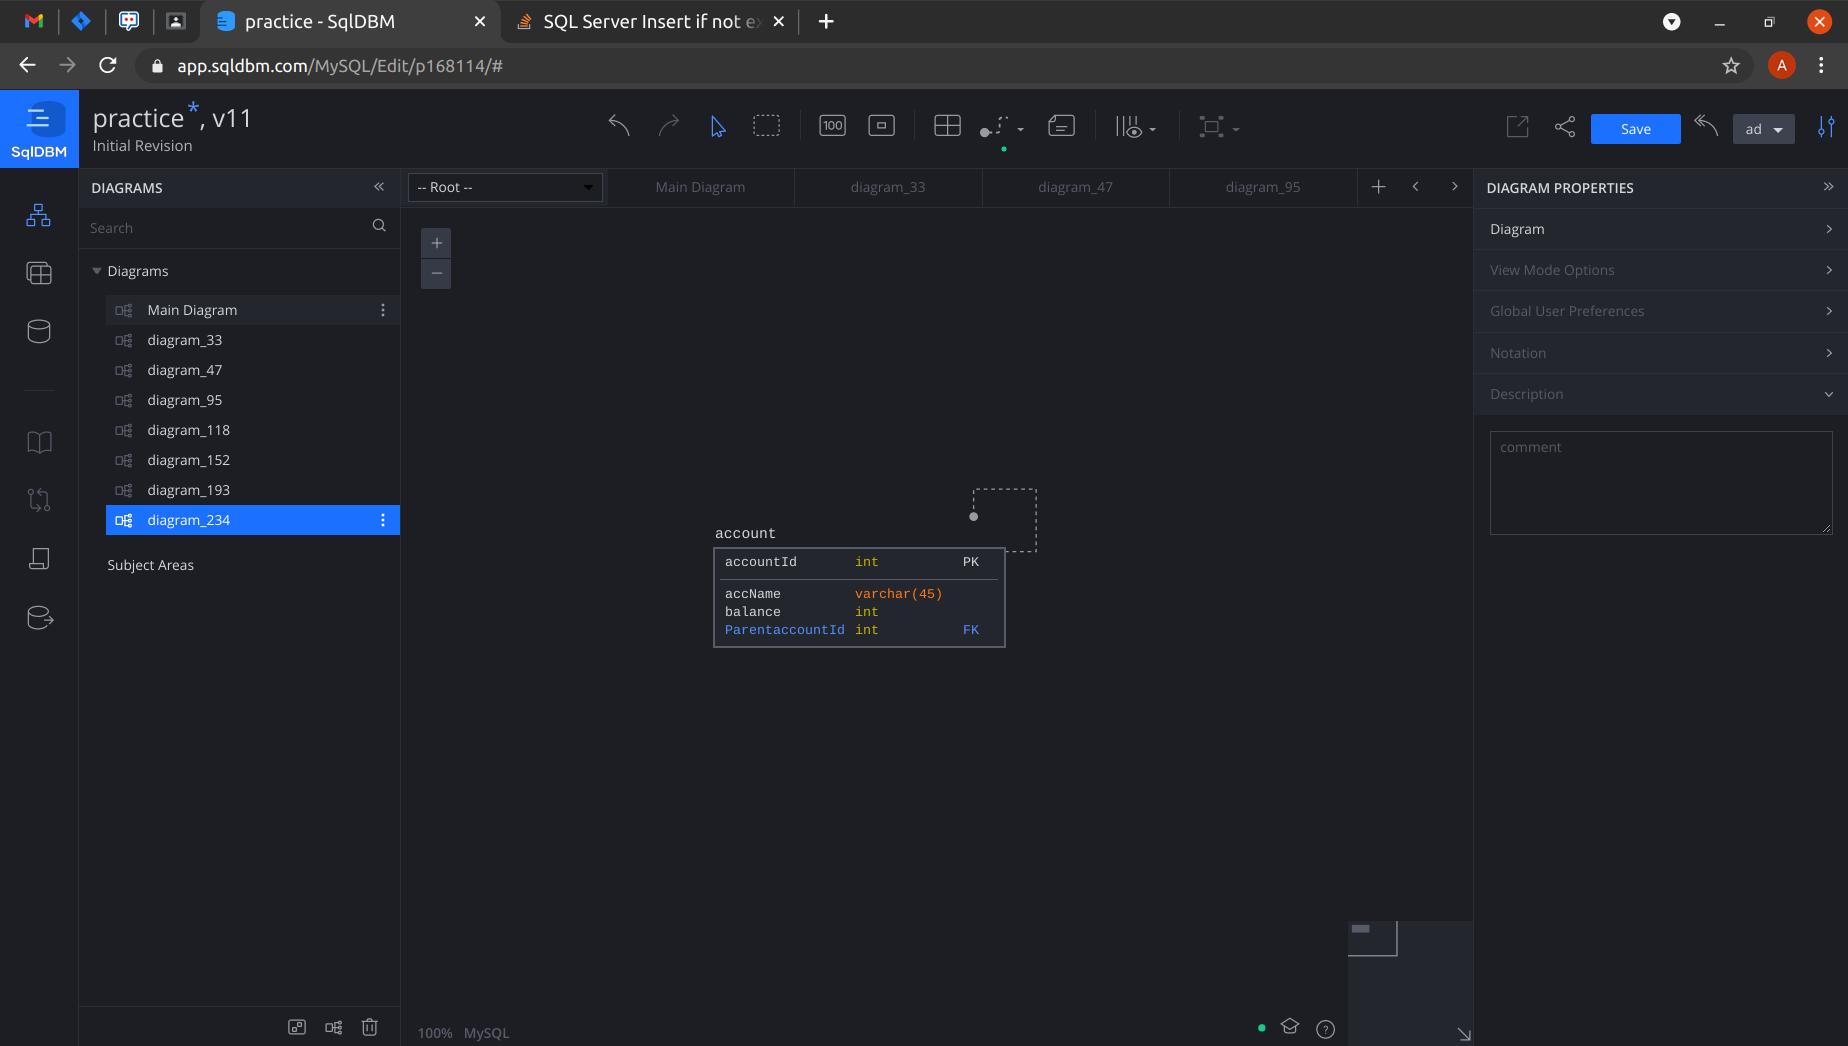 practice - SqlDBM
SQL Server Insert if not ex
app.sqldbm.com/MySQL/Edit/p168114/#
A
SqlDBM
practice*, v11
Initial Revision
100
Save
ad
DIAGRAMS
-- Root --
Main Diagram
diagram_33
diagram_47
diagram_95
DIAGRAM PROPERTIES
Search
Diagrams
Main Diagram
diagram_33
diagram_47
diagram_95
diagram_118
diagram_152
diagram_193
diagram_234
Subject Areas
account
accountId int PK
accName varchar(45)
balance int
ParentaccountId int FK
Diagram
View Mode Options
Global User Preferences
Notation
Description
comment
100% MySQL